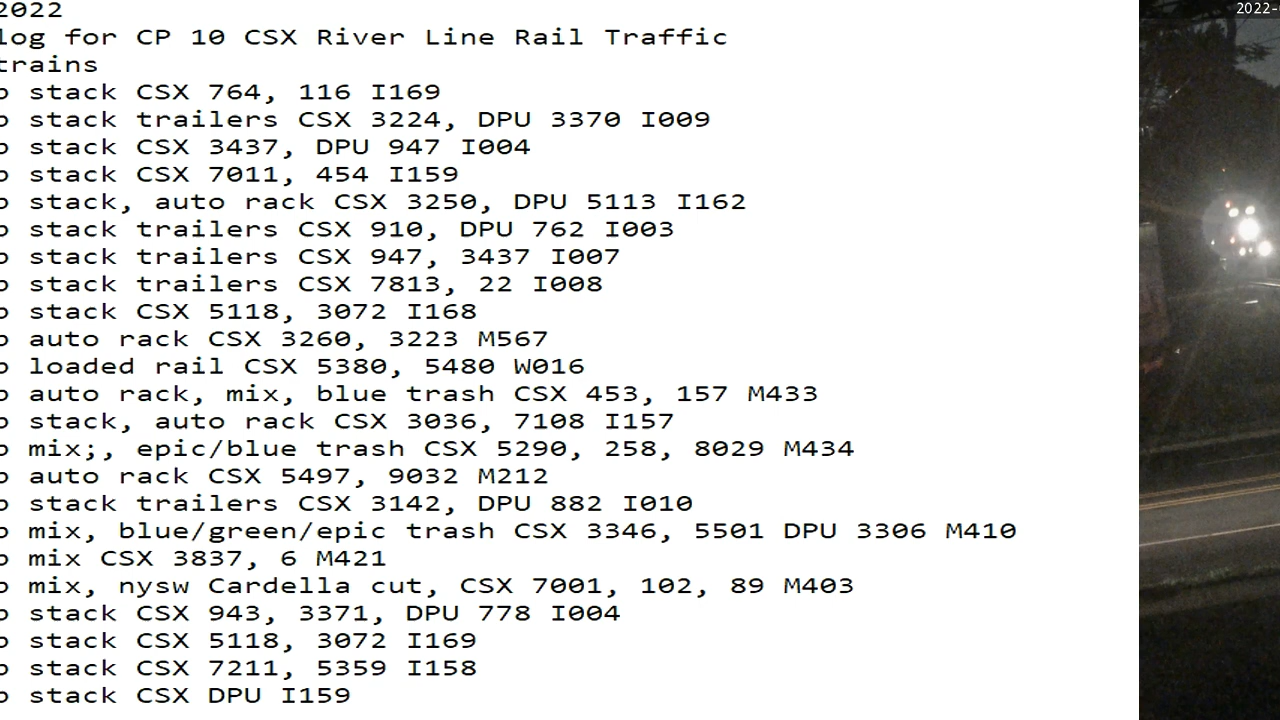 2022
log for CP 10 CSX River Line Rail Traffic
trains
o stack CSX 764, 116 I169
o stack trailers CSX 3224, DPU 3370 I009
o stack CSX 3437, DPU 947 I004
o stack CSX 7011, 454 I159
o stack, auto rack CSX 3250, DPU 5113 I162
o stack trailers CSX 910, DPU 762 I003
o stack trailers CSX 947, 3437 I007
o stack trailers CSX 7813, 22 I008
o stack CSX 5118, 3072 I168
o auto rack CSX 3260, 3223 M567
o loaded rail CSX 5380, 5480 W016
o auto rack, mix, blue trash CSX 453, 157 M433
o stack, auto rack CSX 3036, 7108 I157
o mix;, epic/blue trash CSX 5290, 258, 8029 M434
o auto rack CSX 5497, 9032 M212
o stack trailers CSX 3142, DPU 882 I010
o mix, blue/green/epic trash CSX 3346, 5501 DPU 3306 M410
o mix CSX 3837, 6 M421
o mix, nysw Cardella cut, CSX 7001, 102, 89 M403
o stack CSX 943, 3371, DPU 778 I004
o stack CSX 5118, 3072 I169
o stack CSX 7211, 5359 I158
o stack CSX DPU I159
2022-